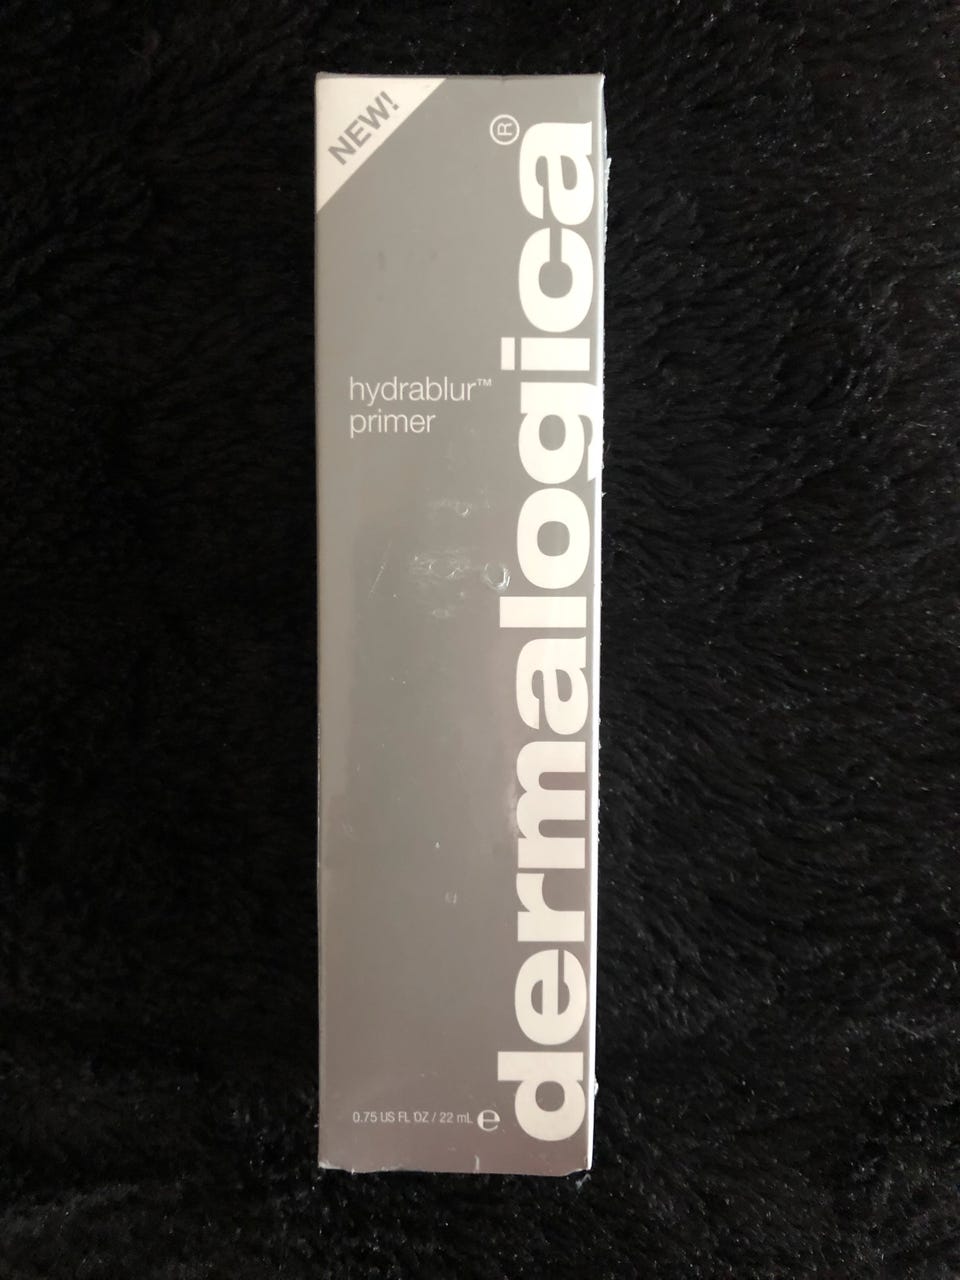 NEW!
dermalogica®
hydrablur™
primer
0.75 US FL OZ / 22 mL ℮